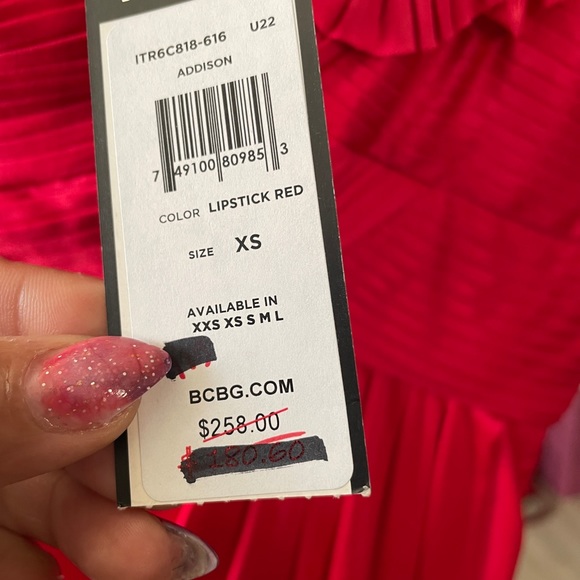 ITR6C818-616 U22
ADDISON
7 49100 80985 3
COLOR LIPSTICK RED
SIZE XS
AVAILABLE IN
XXS XS S M L
BCBG.COM
$258.00
$180.60